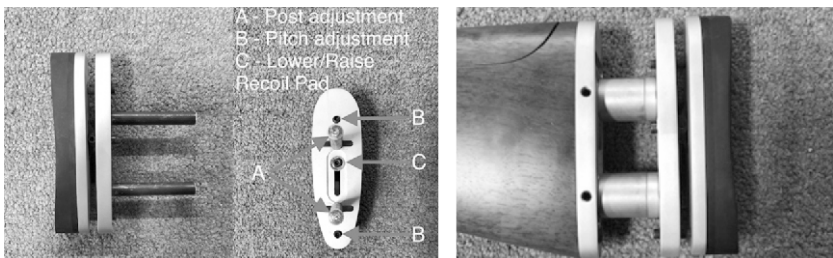 A - Post adjustment
B - Pitch adjustment
C - Lower/Raise
Recoil Pad
B
C
A
B